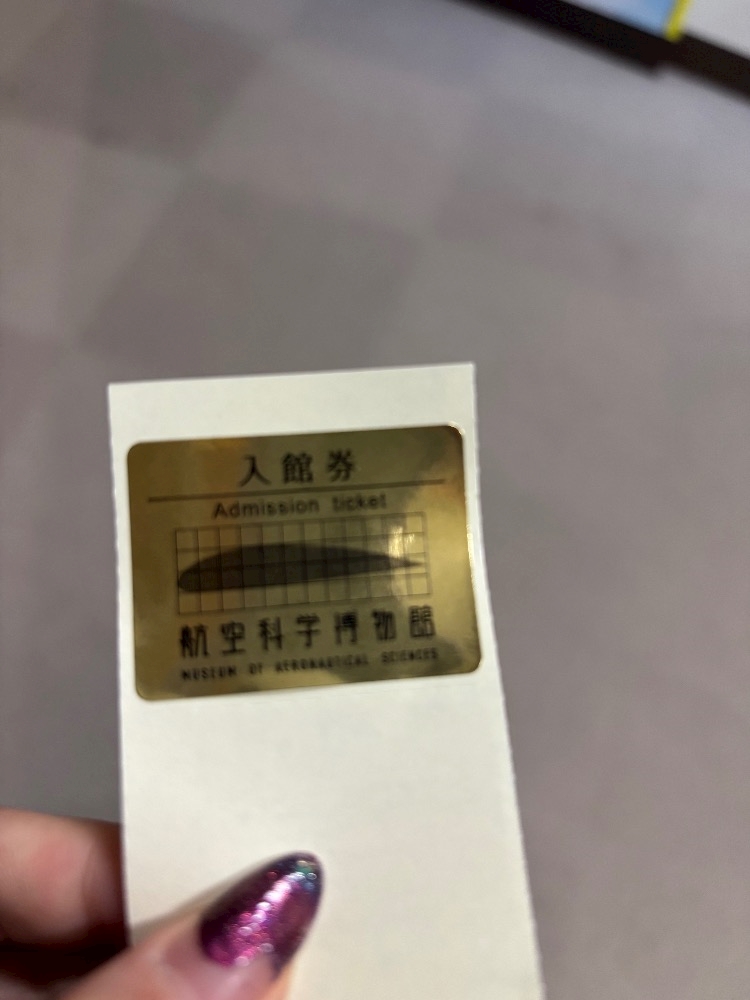 入館券
Admission ticket
航空科学博物館
MUSEUM OF AERONAUTICAL SCIENCES